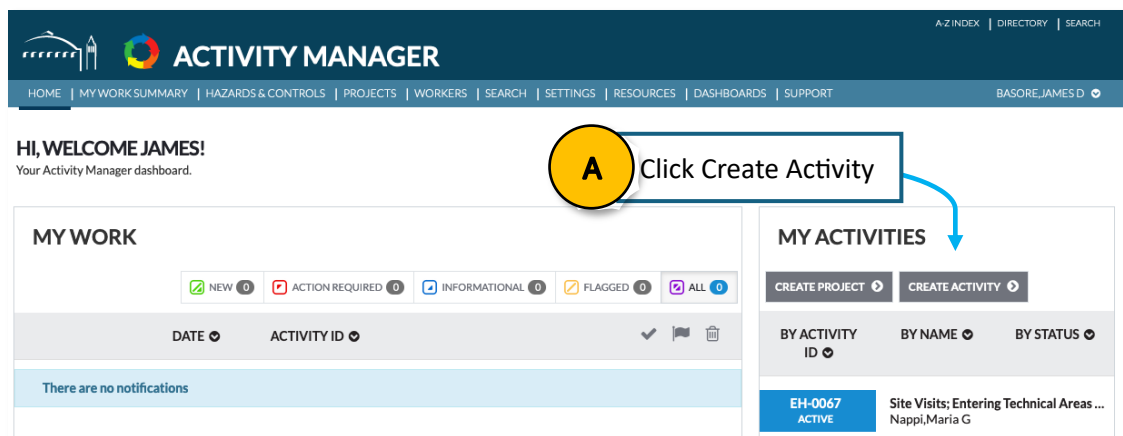 A-Z INDEX | DIRECTORY | SEARCH
ACTIVITY MANAGER
HOME | MY WORK SUMMARY | HAZARDS & CONTROLS | PROJECTS | WORKERS | SEARCH | SETTINGS | RESOURCES | DASHBOARDS | SUPPORT BASORE,JAMES D
HI, WELCOME JAMES!
Your Activity Manager dashboard.
A Click Create Activity
MY WORK
NEW 0 ACTION REQUIRED 0 INFORMATIONAL 0 FLAGGED 0 ALL 0
DATE ACTIVITY ID
There are no notifications
MY ACTIVITIES
CREATE PROJECT CREATE ACTIVITY
BY ACTIVITY BY NAME BY STATUS
ID
EH-0067 Site Visits; Entering Technical Areas ...
ACTIVE Nappi,Maria G